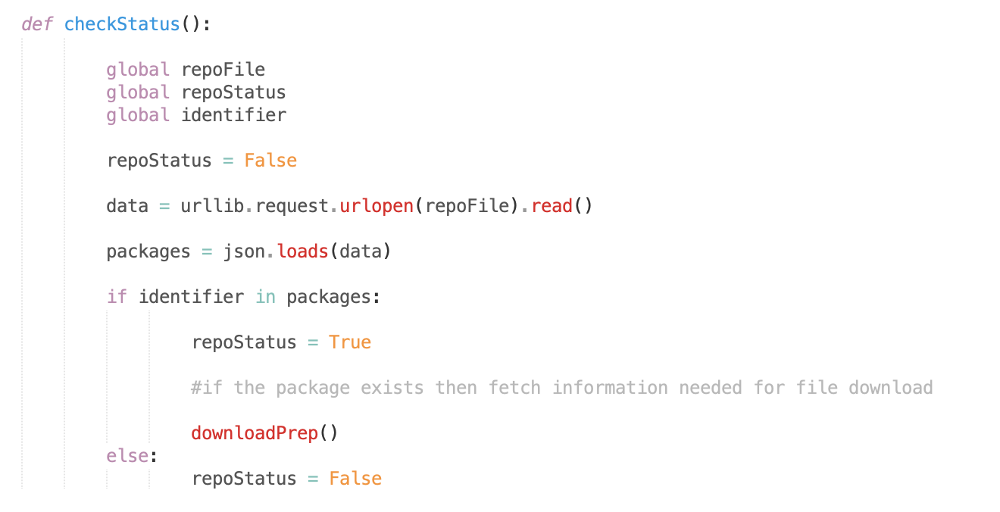 def checkStatus():
global repoFile
global repoStatus
global identifier
repoStatus = False
data = urllib.request.urlopen(repoFile).read()
packages = json.loads(data)
if identifier in packages:
repoStatus = True
#if the package exists then fetch information needed for file download
downloadPrep()
else:
repoStatus = False